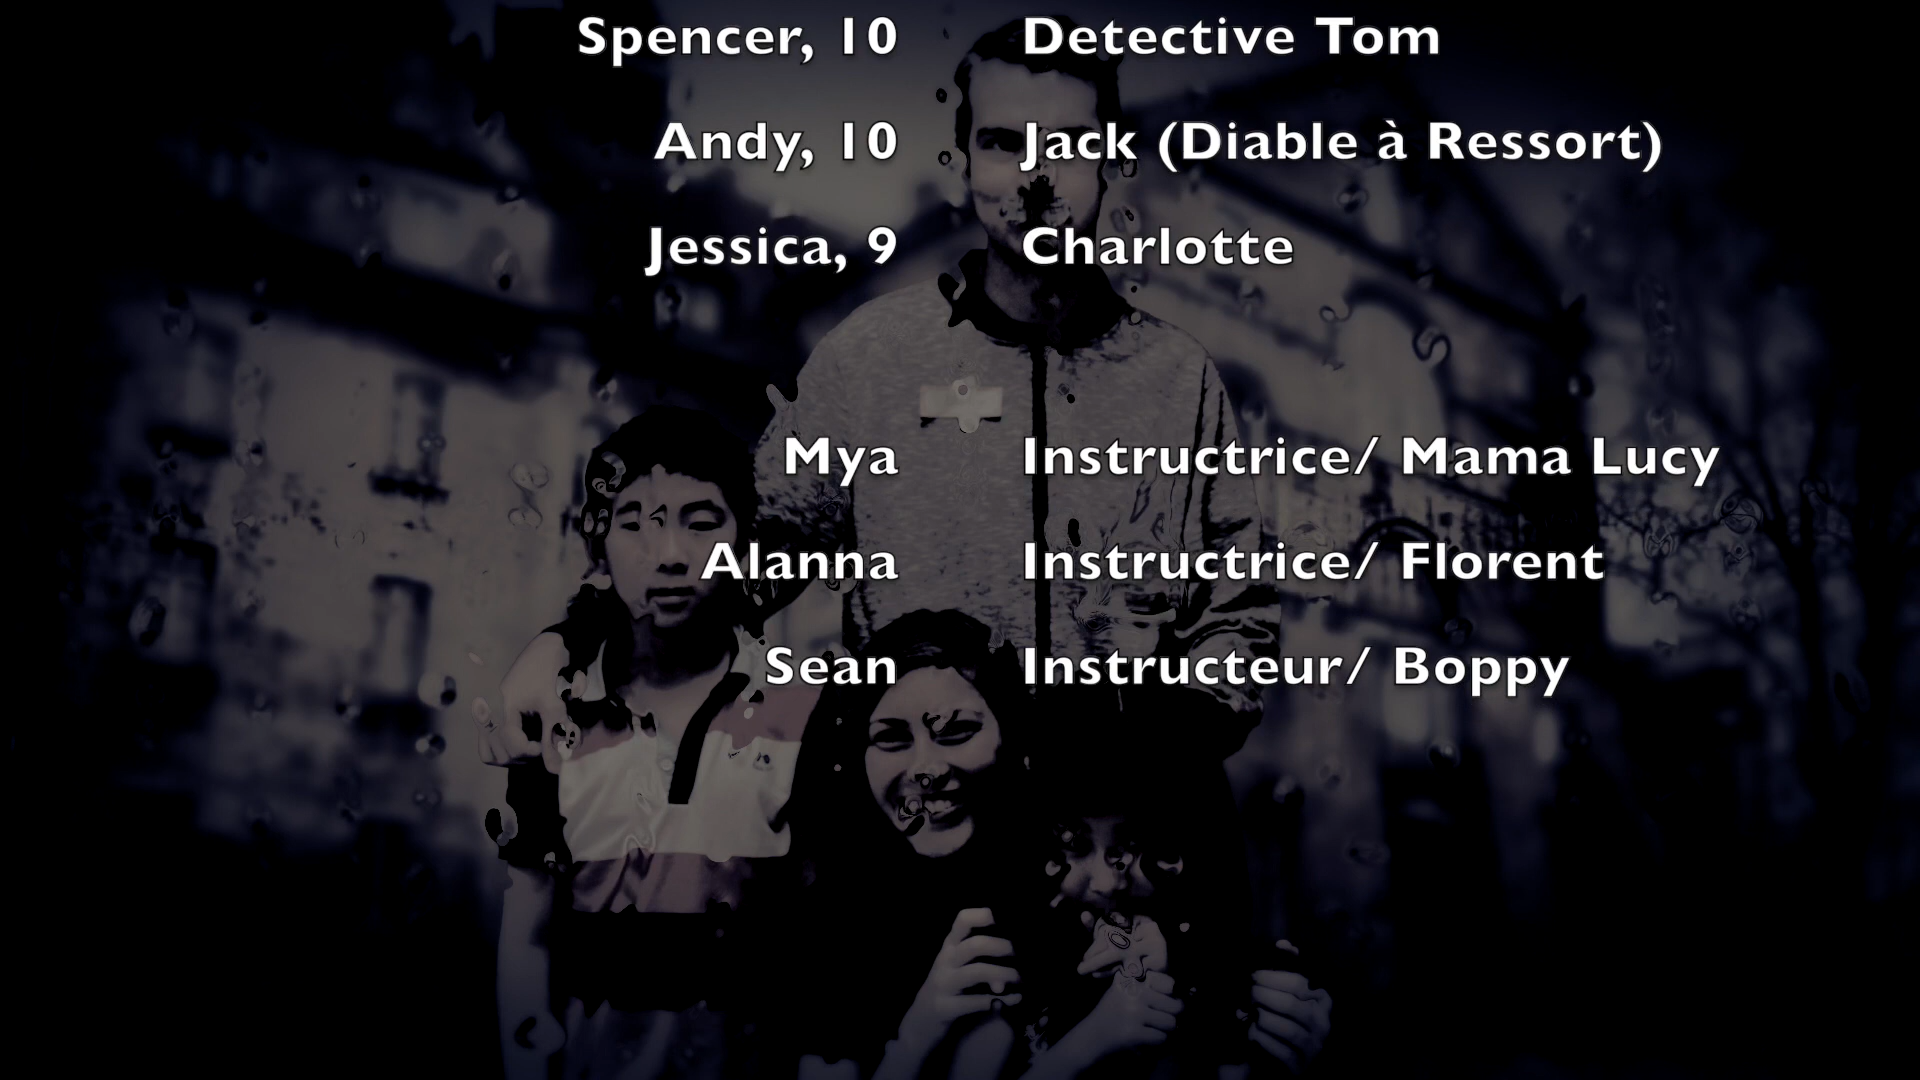 Spencer, 10 Detective Tom
Andy, 10 Jack (Diable à Ressort)
Jessica, 9 Charlotte
Mya Instructrice/ Mama Lucy
Alanna Instructrice/ Florent
Sean Instructeur/ Boppy